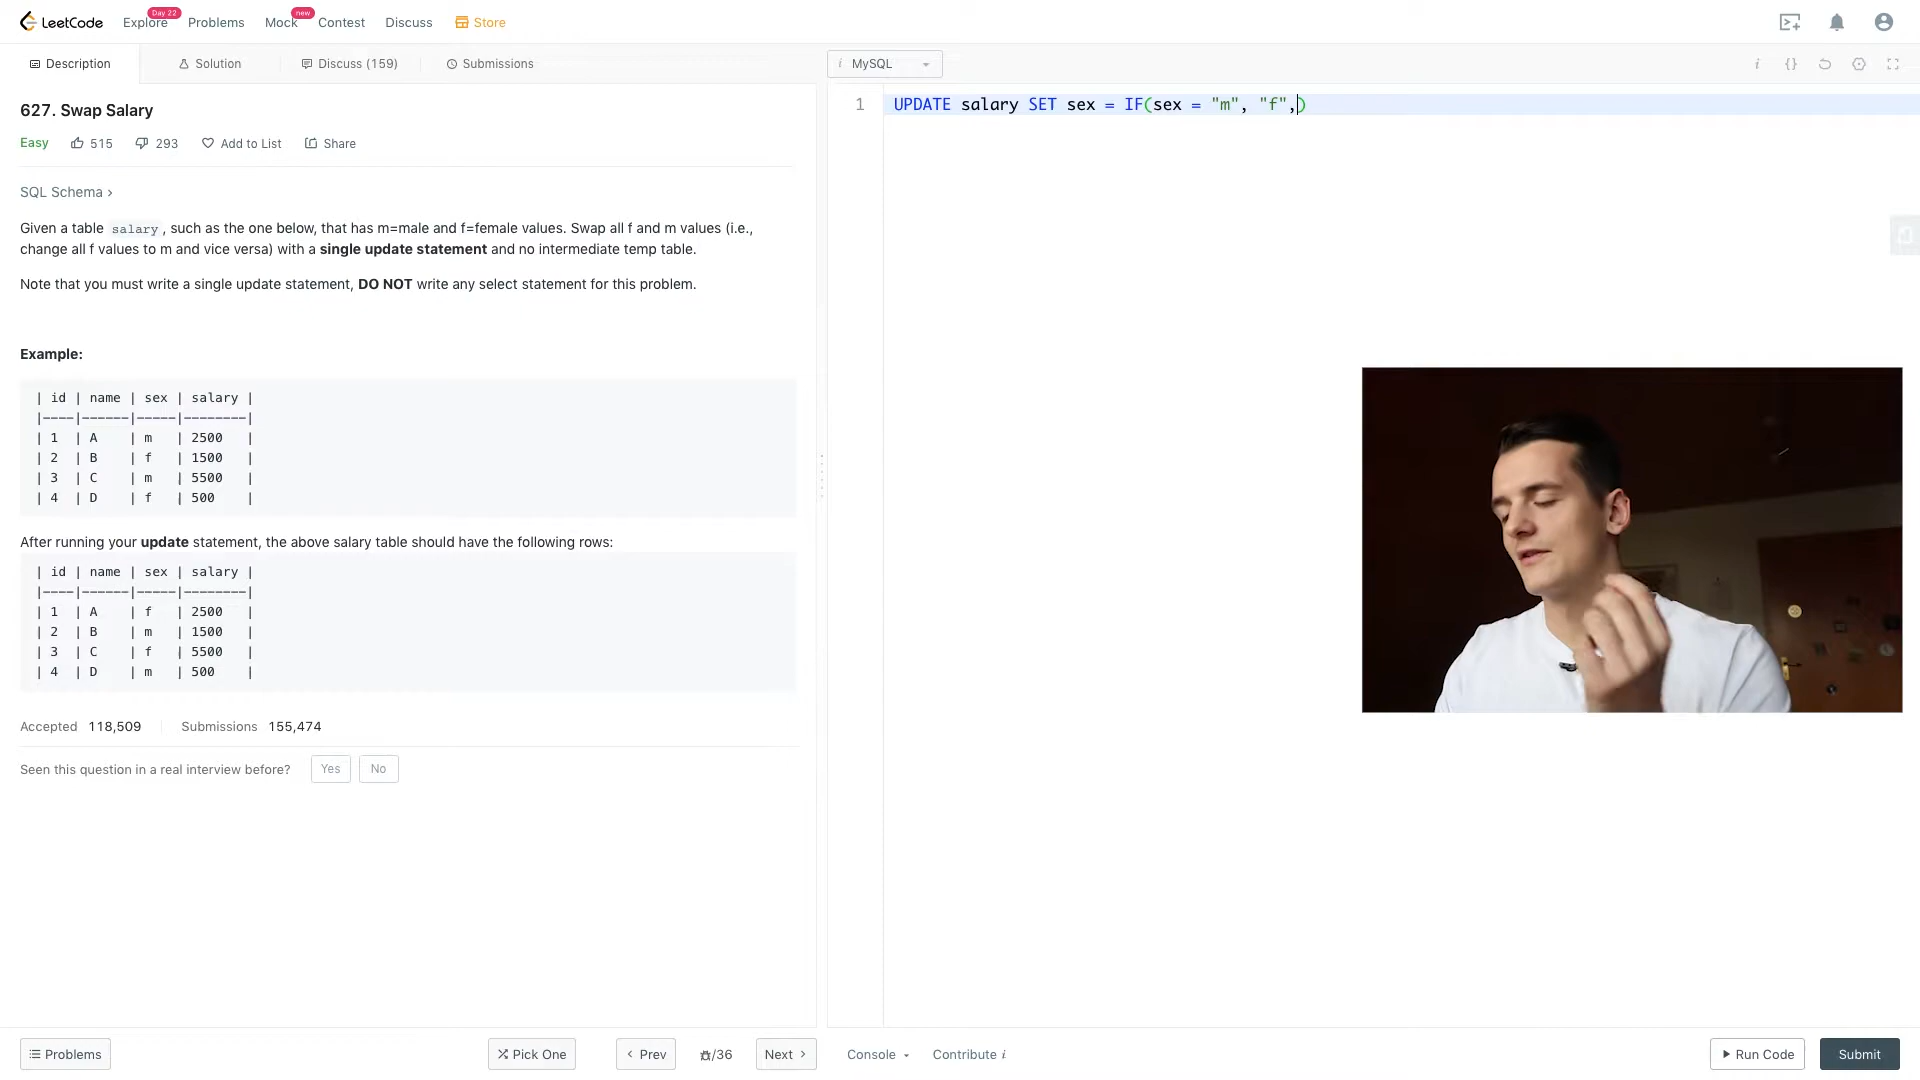 LeetCode
Explore
Day 22
Problems
Mock
new
Contest
Discuss
Store
Description
Solution
Discuss (159)
Submissions
i MySQL
i {}
627. Swap Salary
Easy
515
293
Add to List
Share
SQL Schema ›
Given a table salary, such as the one below, that has m=male and f=female values. Swap all f and m values (i.e.,
change all f values to m and vice versa) with a single update statement and no intermediate temp table.
Note that you must write a single update statement, DO NOT write any select statement for this problem.
Example:
| id | name | sex | salary |
|----|------|-----|--------|
| 1 | A | m | 2500 |
| 2 | B | f | 1500 |
| 3 | C | m | 5500 |
| 4 | D | f | 500 |
After running your update statement, the above salary table should have the following rows:
| id | name | sex | salary |
|----|------|-----|--------|
| 1 | A | f | 2500 |
| 2 | B | m | 1500 |
| 3 | C | f | 5500 |
| 4 | D | m | 500 |
Accepted 118,509 Submissions 155,474
Seen this question in a real interview before? Yes No
1 UPDATE salary SET sex = IF(sex = "m", "f",)
Problems
Pick One
‹ Prev
/36
Next ›
Console
Contribute i
Run Code
Submit